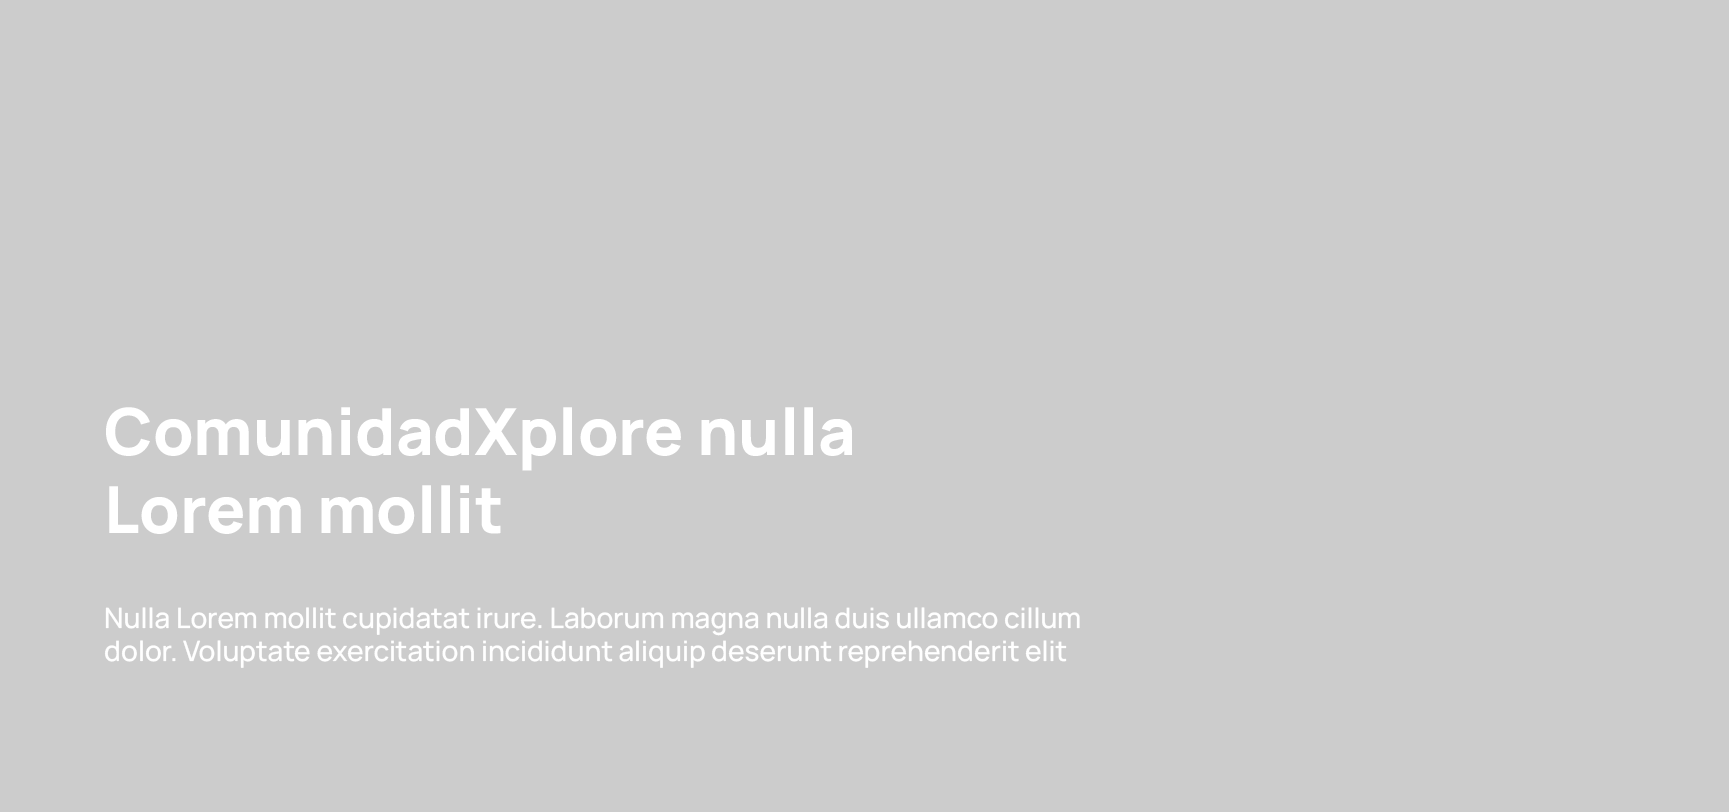 ComunidadXplore nulla
Lorem mollit
Nulla Lorem mollit cupidatat irure. Laborum magna nulla duis ullamco cillum
dolor. Voluptate exercitation incididunt aliquip deserunt reprehenderit elit